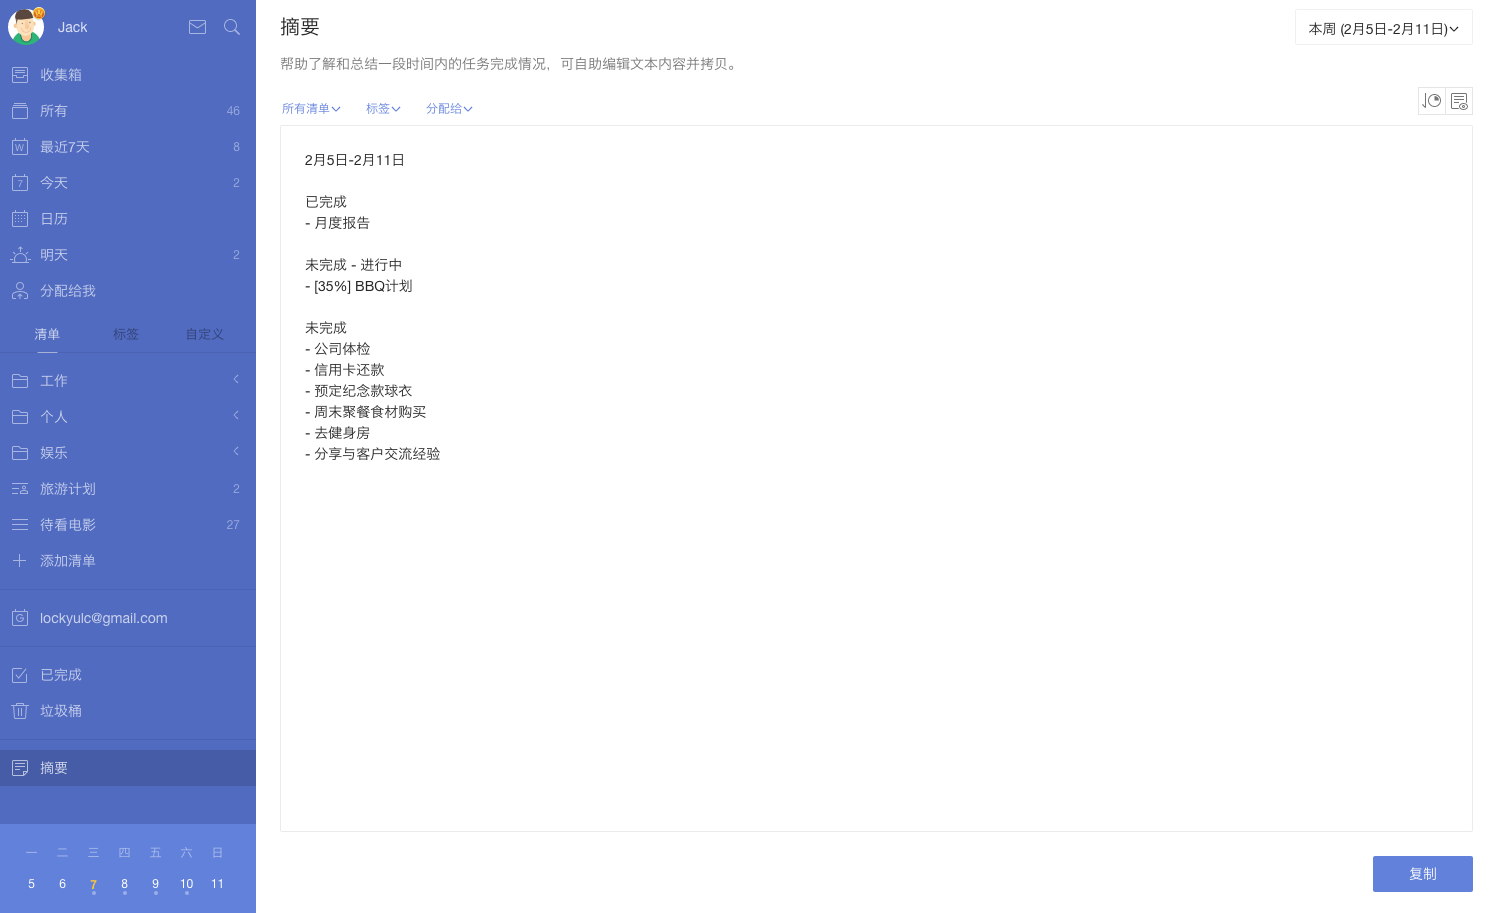 Jack
收集箱
所有 46
W 最近7天 8
7 今天 2
日历
明天 2
分配给我
清单 标签 自定义
工作
个人
娱乐
旅游计划 2
待看电影 27
添加清单
G lockyulc@gmail.com
已完成
垃圾桶
摘要
一 二 三 四 五 六 日
5 6 7 8 9 10 11
摘要
本周 (2月5日-2月11日)
帮助了解和总结一段时间内的任务完成情况，可自助编辑文本内容并拷贝。
所有清单 标签 分配给
2月5日-2月11日
已完成
- 月度报告
未完成 - 进行中
- [35%] BBQ计划
未完成
- 公司体检
- 信用卡还款
- 预定纪念款球衣
- 周末聚餐食材购买
- 去健身房
- 分享与客户交流经验
复制